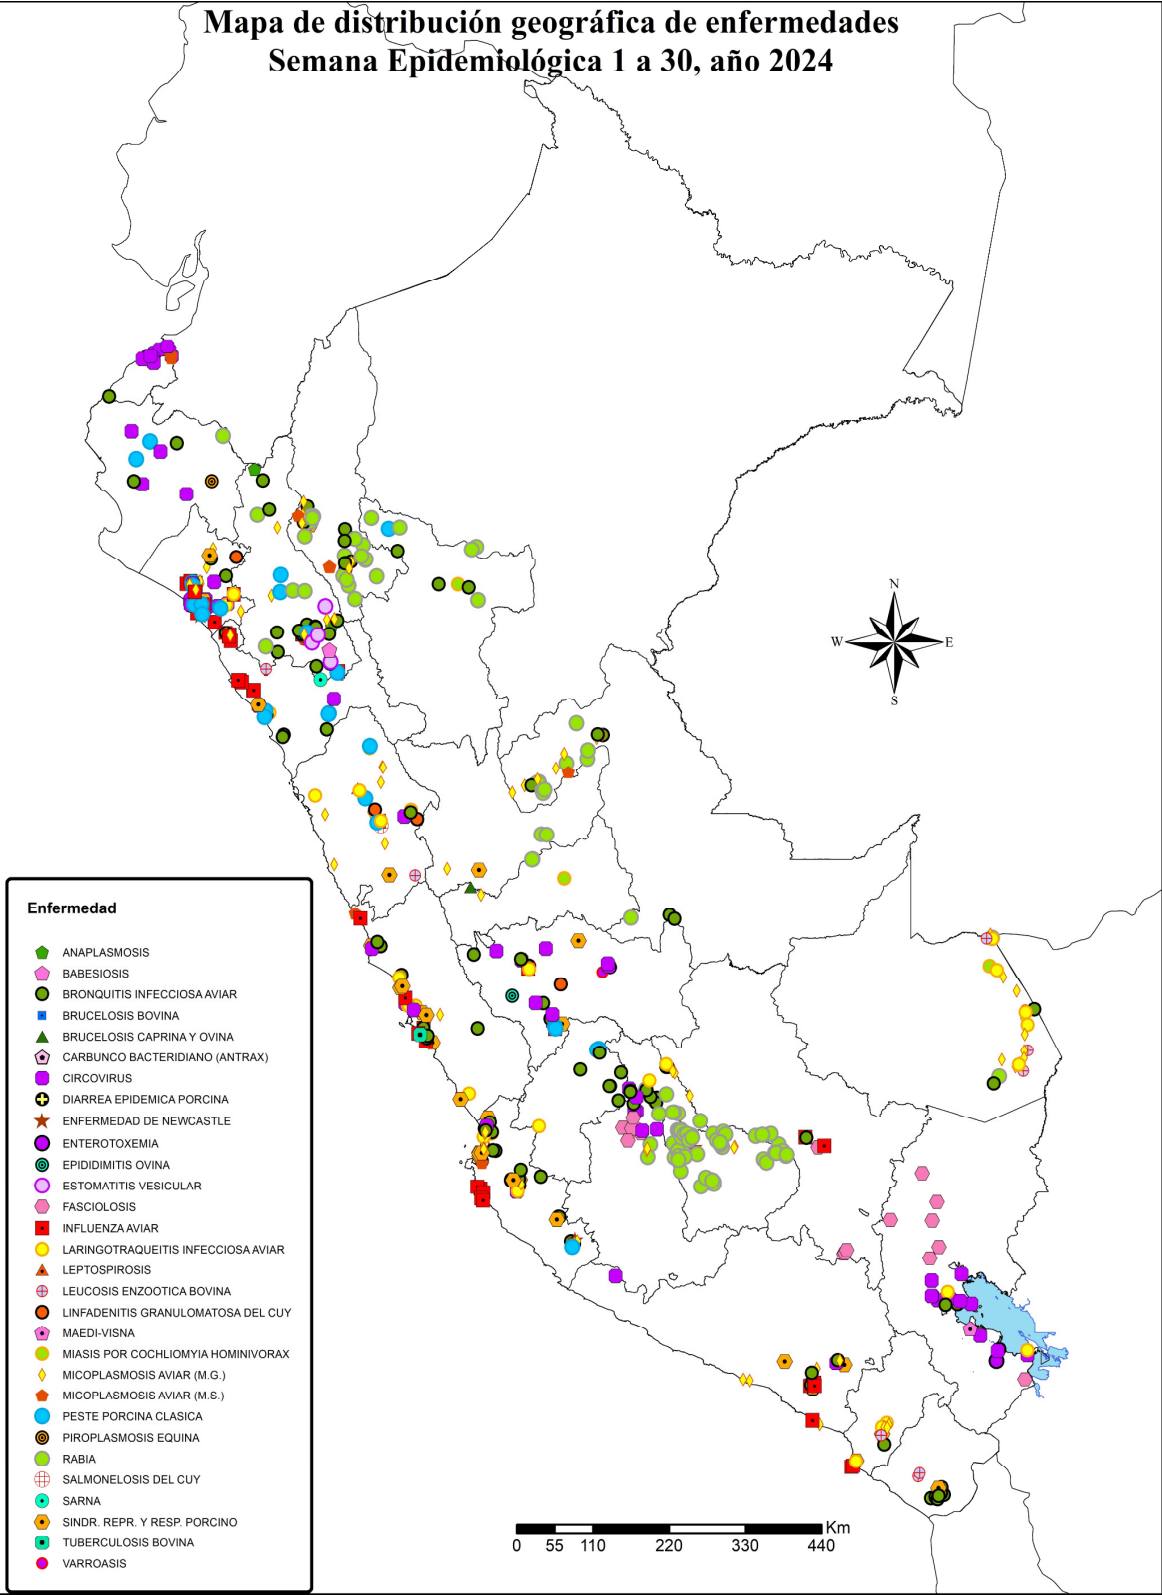 Mapa de distribución geográfica de enfermedades
Semana Epidemiológica 1 a 30, año 2024
N
W
E
S
Enfermedad
ANAPLASMOSIS
BABESIOSIS
BRONQUITIS INFECCIOSA AVIAR
BRUCELOSIS BOVINA
BRUCELOSIS CAPRINA Y OVINA
CARBUNCO BACTERIDIANO (ANTRAX)
CIRCOVIRUS
DIARREA EPIDEMICA PORCINA
ENFERMEDAD DE NEWCASTLE
ENTEROTOXEMIA
EPIDIDIMITIS OVINA
ESTOMATITIS VESICULAR
FASCIOLOSIS
INFLUENZA AVIAR
LARINGOTRAQUEITIS INFECCIOSA AVIAR
LEPTOSPIROSIS
LEUCOSIS ENZOOTICA BOVINA
LINFADENITIS GRANULOMATOSA DEL CUY
MAEDI-VISNA
MIASIS POR COCHLIOMYIA HOMINIVORAX
MICOPLASMOSIS AVIAR (M.G.)
MICOPLASMOSIS AVIAR (M.S.)
PESTE PORCINA CLASICA
PIROPLASMOSIS EQUINA
RABIA
SALMONELOSIS DEL CUY
SARNA
SINDR. REPR. Y RESP. PORCINO
TUBERCULOSIS BOVINA
VARROASIS
Km
0 55 110 220 330 440